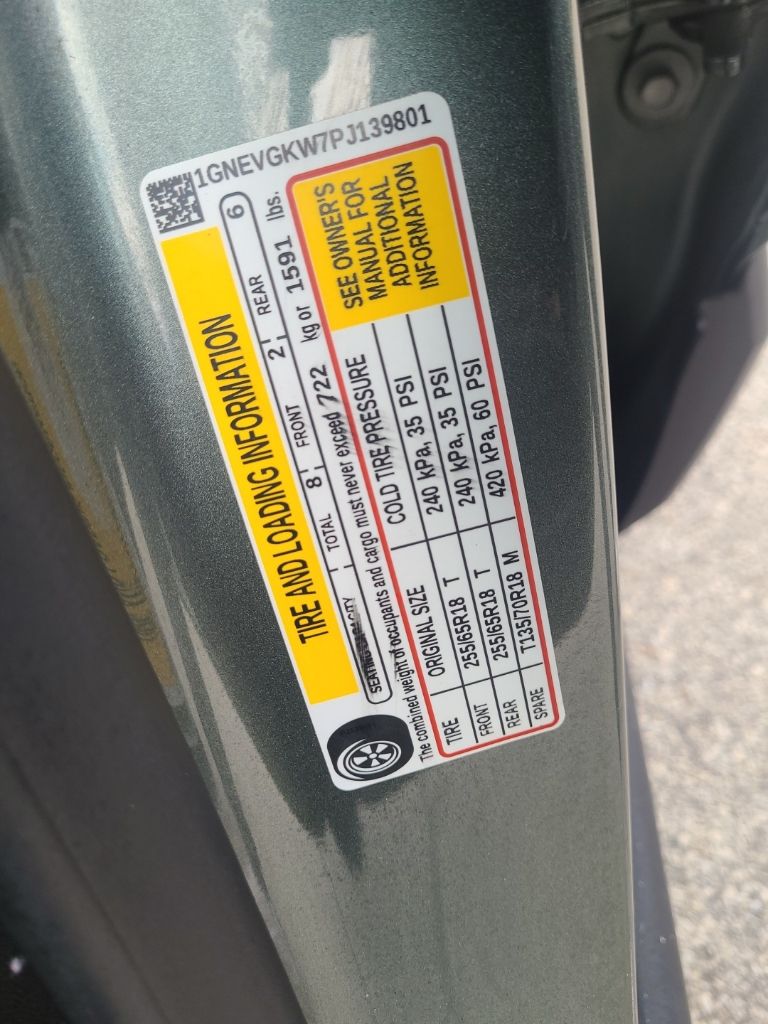 1GNEVGKW7PJ139801
TIRE AND LOADING INFORMATION
SEATING CAPACITY TOTAL 8 FRONT 2 REAR 6
The combined weight of occupants and cargo must never exceed 722 kg or 1591 lbs.
TIRE ORIGINAL SIZE COLD TIRE PRESSURE
FRONT 255/65R18 T 240 kPa, 35 PSI
REAR 255/65R18 T 240 kPa, 35 PSI
SPARE T135/70R18 M 420 kPa, 60 PSI
SEE OWNER'S
MANUAL FOR
ADDITIONAL
INFORMATION